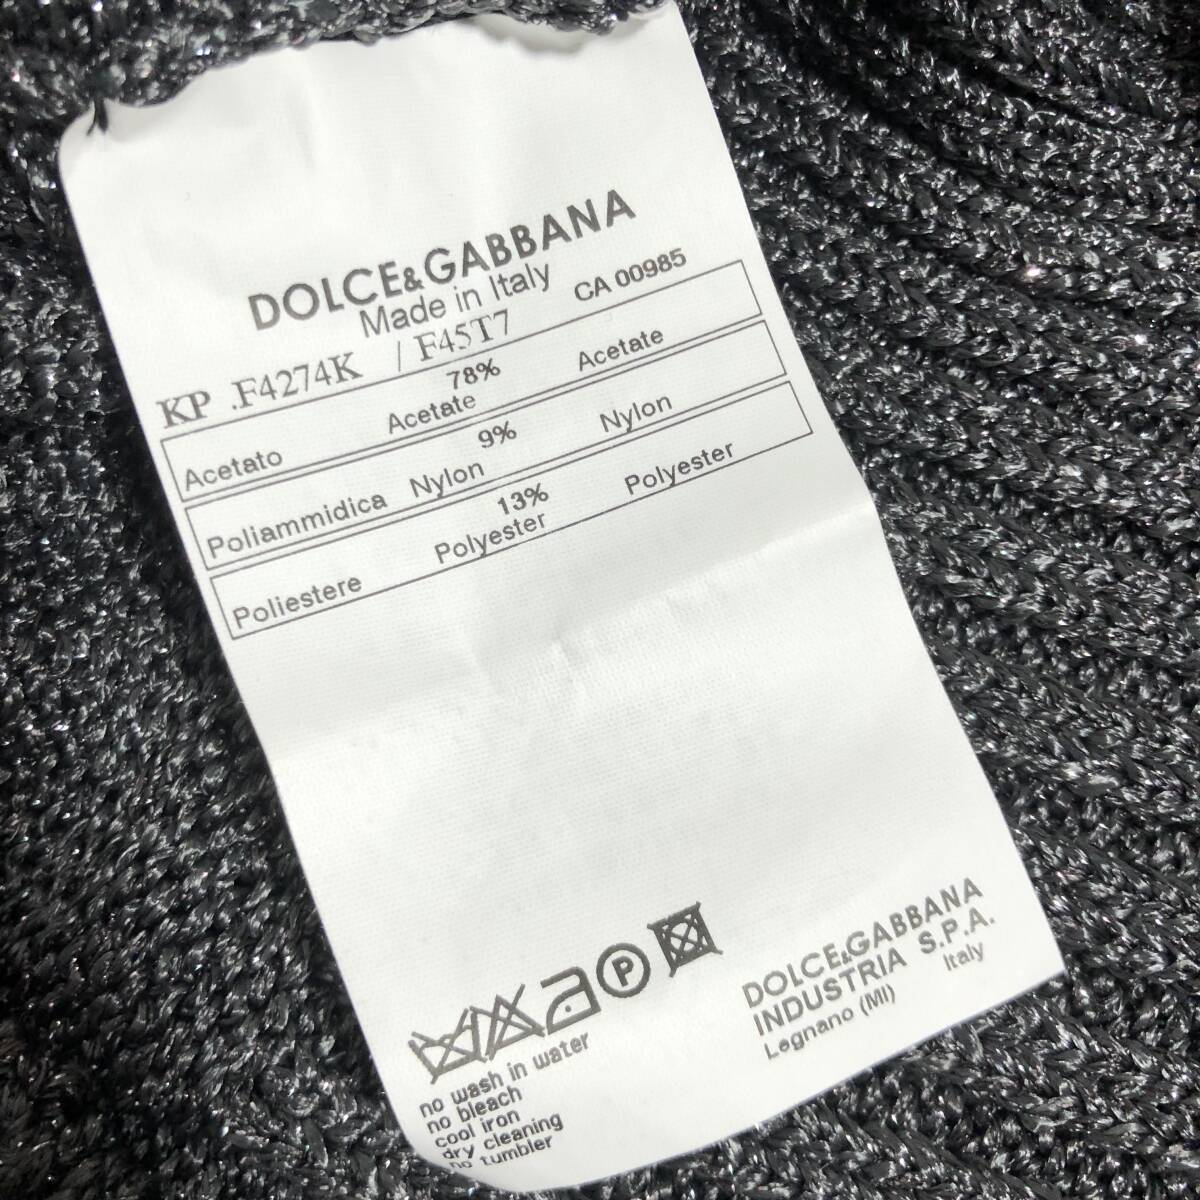 DOLCE&GABBANA
Made in Italy
KP .F4274K / F45T7 CA 00985
78%
Acetato Acetate Acetate
9%
Poliammidica Nylon Nylon
13%
Poliestere Polyester Polyester
P
no wash in water
no bleach
cool iron
dry cleaning
no tumbler
DOLCE&GABBANA
INDUSTRIA S.P.A.
Legnano (MI) Italy